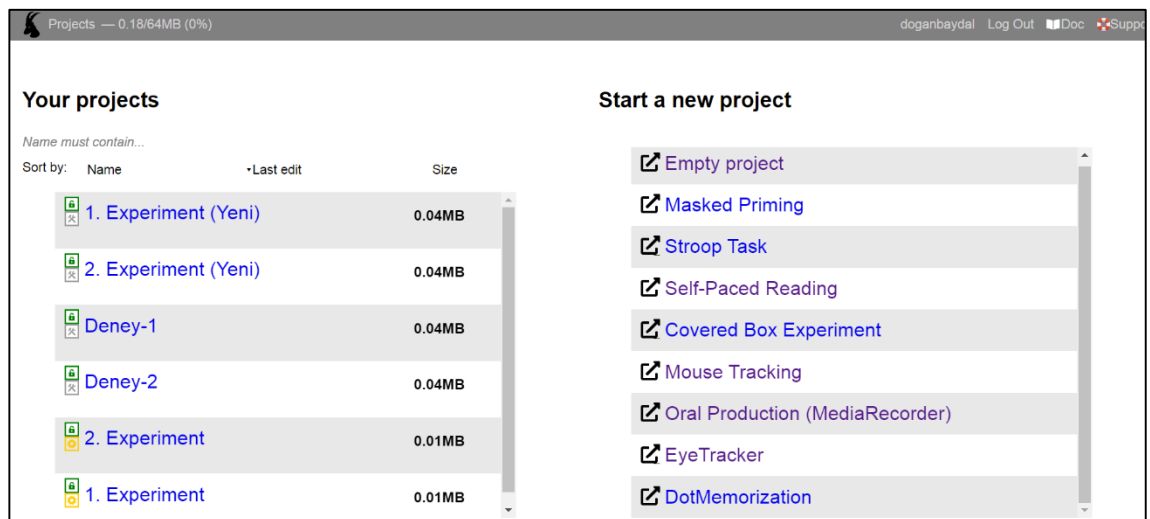 Projects — 0.18/64MB (0%) doganbaydal Log Out Doc Suppo
Your projects
Name must contain...
Sort by: Name ▾Last edit Size
1. Experiment (Yeni) 0.04MB
2. Experiment (Yeni) 0.04MB
Deney-1 0.04MB
Deney-2 0.04MB
2. Experiment 0.01MB
1. Experiment 0.01MB
Start a new project
Empty project
Masked Priming
Stroop Task
Self-Paced Reading
Covered Box Experiment
Mouse Tracking
Oral Production (MediaRecorder)
EyeTracker
DotMemorization